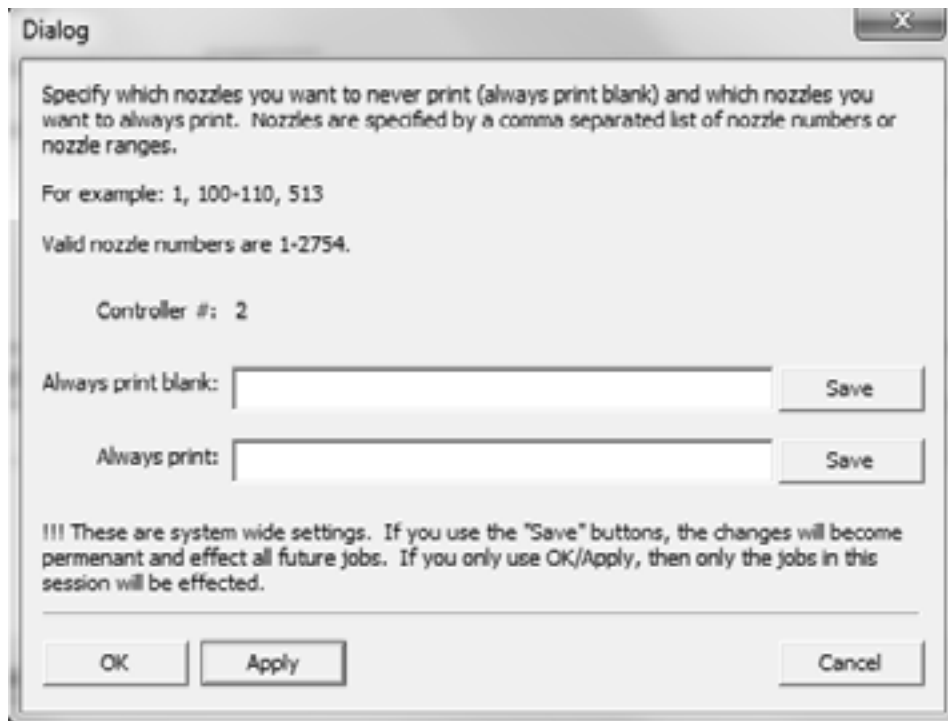 Dialog
Specify which nozzles you want to never print (always print blank) and which nozzles you
want to always print. Nozzles are specified by a comma separated list of nozzle numbers or
nozzle ranges.
For example: 1, 100-110, 513
Valid nozzle numbers are 1-2754.
Controller #: 2
Always print blank: Save
Always print: Save
!!! These are system wide settings. If you use the "Save" buttons, the changes will become
permenant and effect all future jobs. If you only use OK/Apply, then only the jobs in this
session will be effected.
OK Apply Cancel